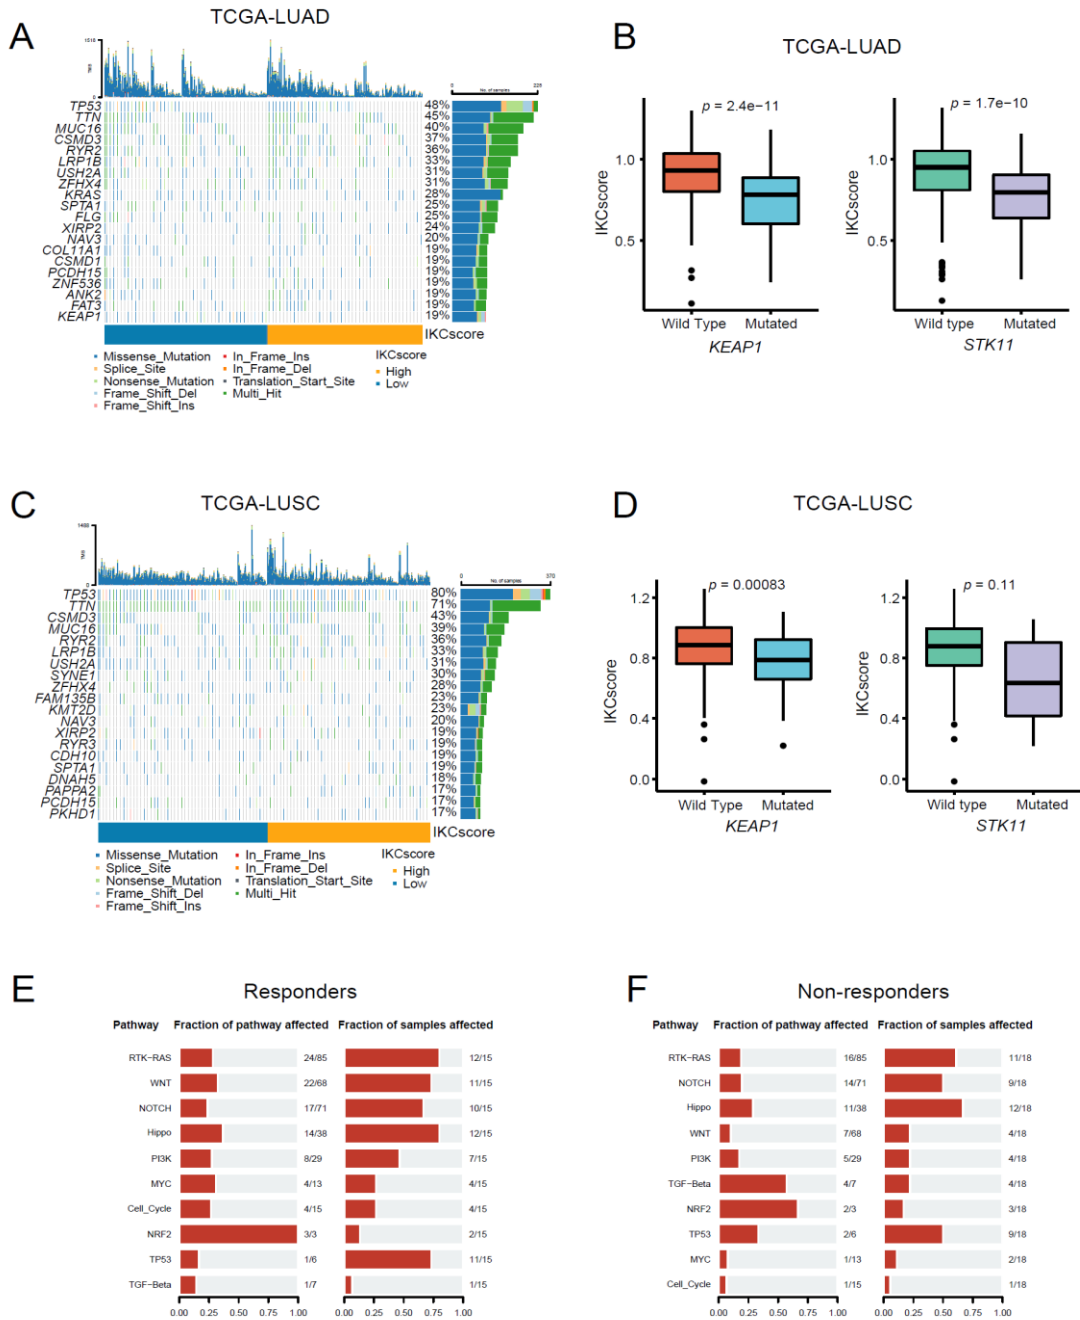 A
TCGA-LUAD
1518
TMB
0
0
228
No. of samples
TP53 48%
TTN 45%
MUC16 40%
CSMD3 37%
RYR2 36%
LRP1B 33%
USH2A 31%
ZFHX4 31%
KRAS 28%
SPTA1 25%
FLG 25%
XIRP2 24%
NAV3 20%
COL11A1 19%
CSMD1 19%
PCDH15 19%
ZNF536 19%
ANK2 19%
FAT3 19%
KEAP1 19%
IKCscore
Missense_Mutation
Splice_Site
Nonsense_Mutation
Frame_Shift_Del
Frame_Shift_Ins
In_Frame_Ins
In_Frame_Del
Translation_Start_Site
Multi_Hit
IKCscore
High
Low
B
TCGA-LUAD
p = 2.4e−11
IKCscore
1.0
0.5
Wild Type Mutated
KEAP1
p = 1.7e−10
IKCscore
1.0
0.5
Wild type Mutated
STK11
C
TCGA-LUSC
TMB
0
0
370
No. of samples
TP53 80%
TTN 71%
CSMD3 43%
MUC16 39%
RYR2 36%
LRP1B 33%
USH2A 31%
SYNE1 30%
ZFHX4 28%
FAM135B 23%
KMT2D 23%
NAV3 20%
XIRP2 19%
RYR3 19%
CDH10 19%
SPTA1 19%
DNAH5 18%
PAPPA2 17%
PCDH15 17%
PKHD1 17%
IKCscore
Missense_Mutation
Splice_Site
Nonsense_Mutation
Frame_Shift_Del
Frame_Shift_Ins
In_Frame_Ins
In_Frame_Del
Translation_Start_Site
Multi_Hit
IKCscore
High
Low
D
TCGA-LUSC
p = 0.00083
IKCscore
1.2
0.8
0.4
0.0
Wild Type Mutated
KEAP1
p = 0.11
IKCscore
1.2
0.8
0.4
0.0
Wild type Mutated
STK11
E
Responders
Pathway Fraction of pathway affected Fraction of samples affected
RTK−RAS 24/85 12/15
WNT 22/68 11/15
NOTCH 17/71 10/15
Hippo 14/38 12/15
PI3K 8/29 7/15
MYC 4/13 4/15
Cell_Cycle 4/15 4/15
NRF2 3/3 2/15
TP53 1/6 11/15
TGF−Beta 1/7 1/15
0.00 0.25 0.50 0.75 1.00 0.00 0.25 0.50 0.75 1.00
F
Non-responders
Pathway Fraction of pathway affected Fraction of samples affected
RTK−RAS 16/85 11/18
NOTCH 14/71 9/18
Hippo 11/38 12/18
WNT 7/68 4/18
PI3K 5/29 4/18
TGF−Beta 4/7 4/18
NRF2 2/3 3/18
TP53 2/6 9/18
MYC 1/13 2/18
Cell_Cycle 1/15 1/18
0.00 0.25 0.50 0.75 1.00 0.00 0.25 0.50 0.75 1.00